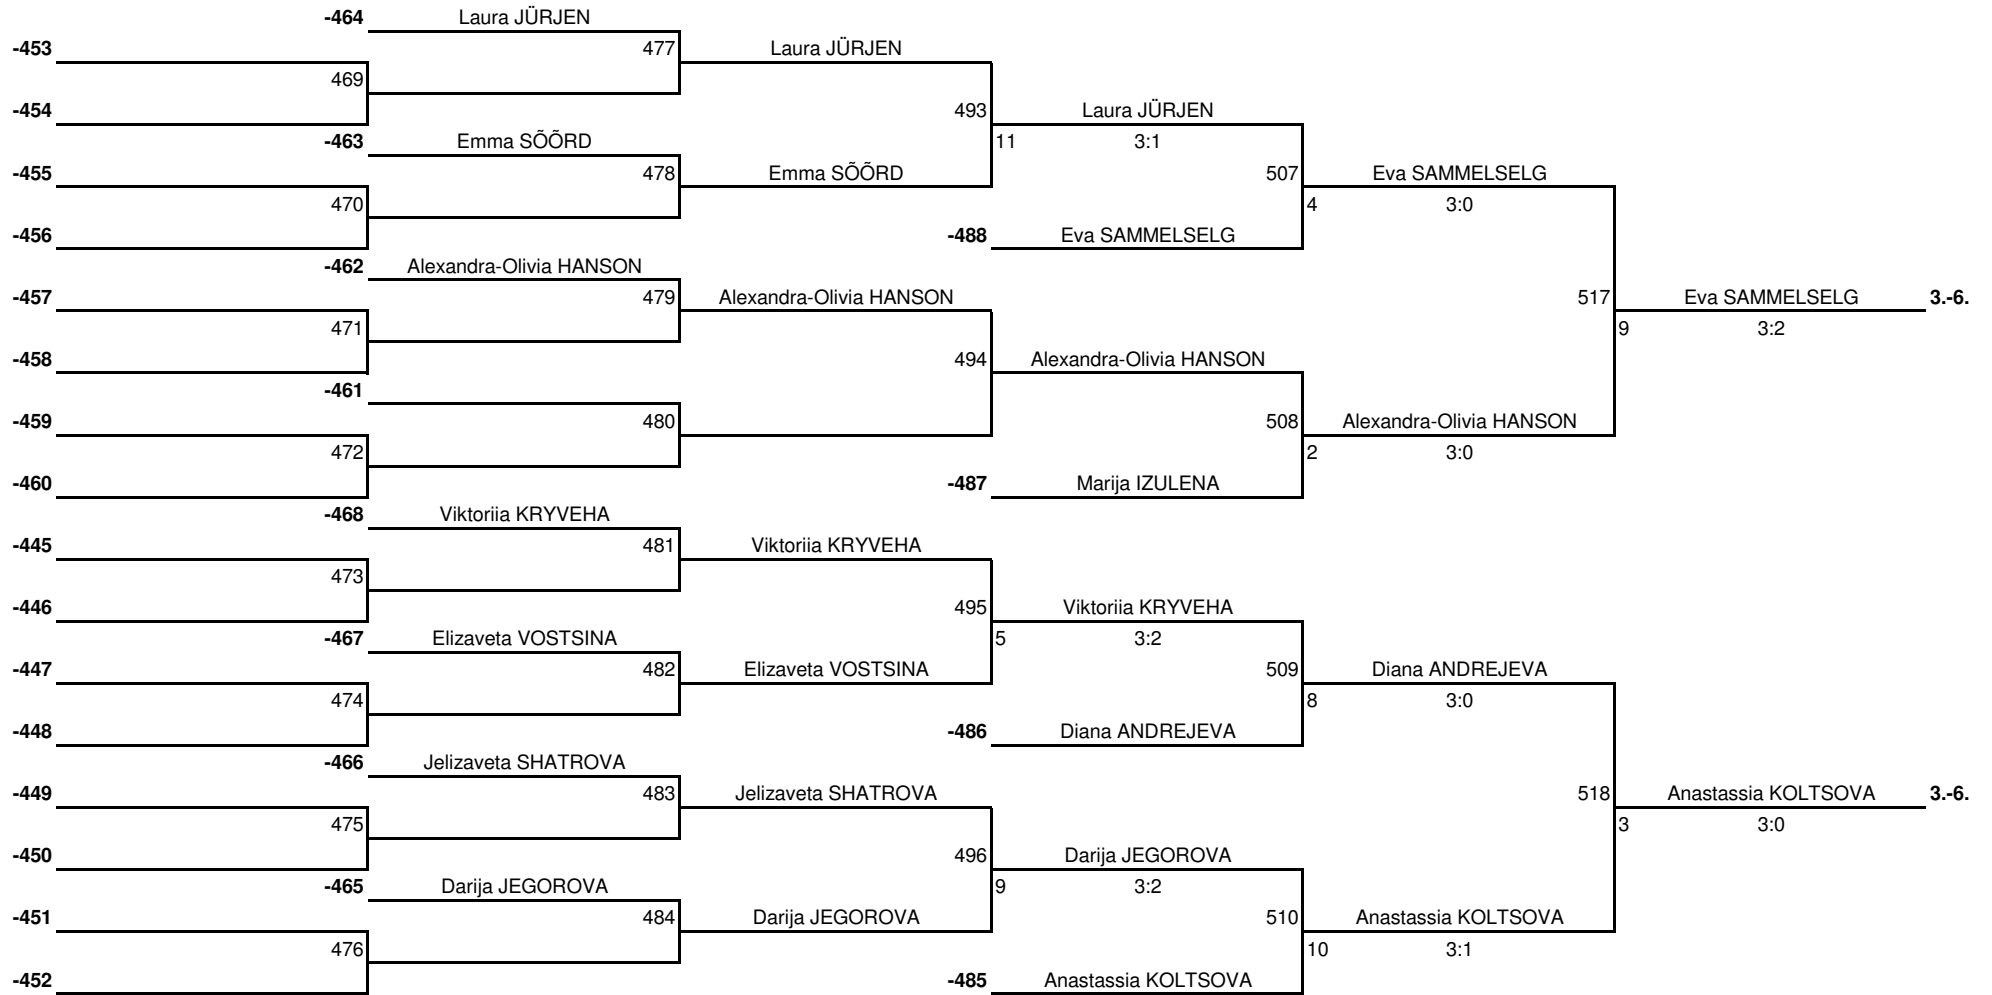 -464 Laura JÜRJEN
-453 477 Laura JÜRJEN
469
-454 493 Laura JÜRJEN
-463 Emma SÕÕRD 11 3:1
-455 478 Emma SÕÕRD 507 Eva SAMMELSELG
470 4 3:0
-456 -488 Eva SAMMELSELG
-462 Alexandra-Olivia HANSON
-457 479 Alexandra-Olivia HANSON 517 Eva SAMMELSELG 3.-6.
471 9 3:2
-458 494 Alexandra-Olivia HANSON
-461
-459 480 508 Alexandra-Olivia HANSON
472 2 3:0
-460 -487 Marija IZULENA
-468 Viktoriia KRYVEHA
-445 481 Viktoriia KRYVEHA
473
-446 495 Viktoriia KRYVEHA
-467 Elizaveta VOSTSINA 5 3:2
-447 482 Elizaveta VOSTSINA 509 Diana ANDREJEVA
474 8 3:0
-448 -486 Diana ANDREJEVA
-466 Jelizaveta SHATROVA
-449 483 Jelizaveta SHATROVA 518 Anastassia KOLTSOVA 3.-6.
475 3 3:0
-450 496 Darija JEGOROVA
-465 Darija JEGOROVA 9 3:2
-451 484 Darija JEGOROVA 510 Anastassia KOLTSOVA
476 10 3:1
-452 -485 Anastassia KOLTSOVA